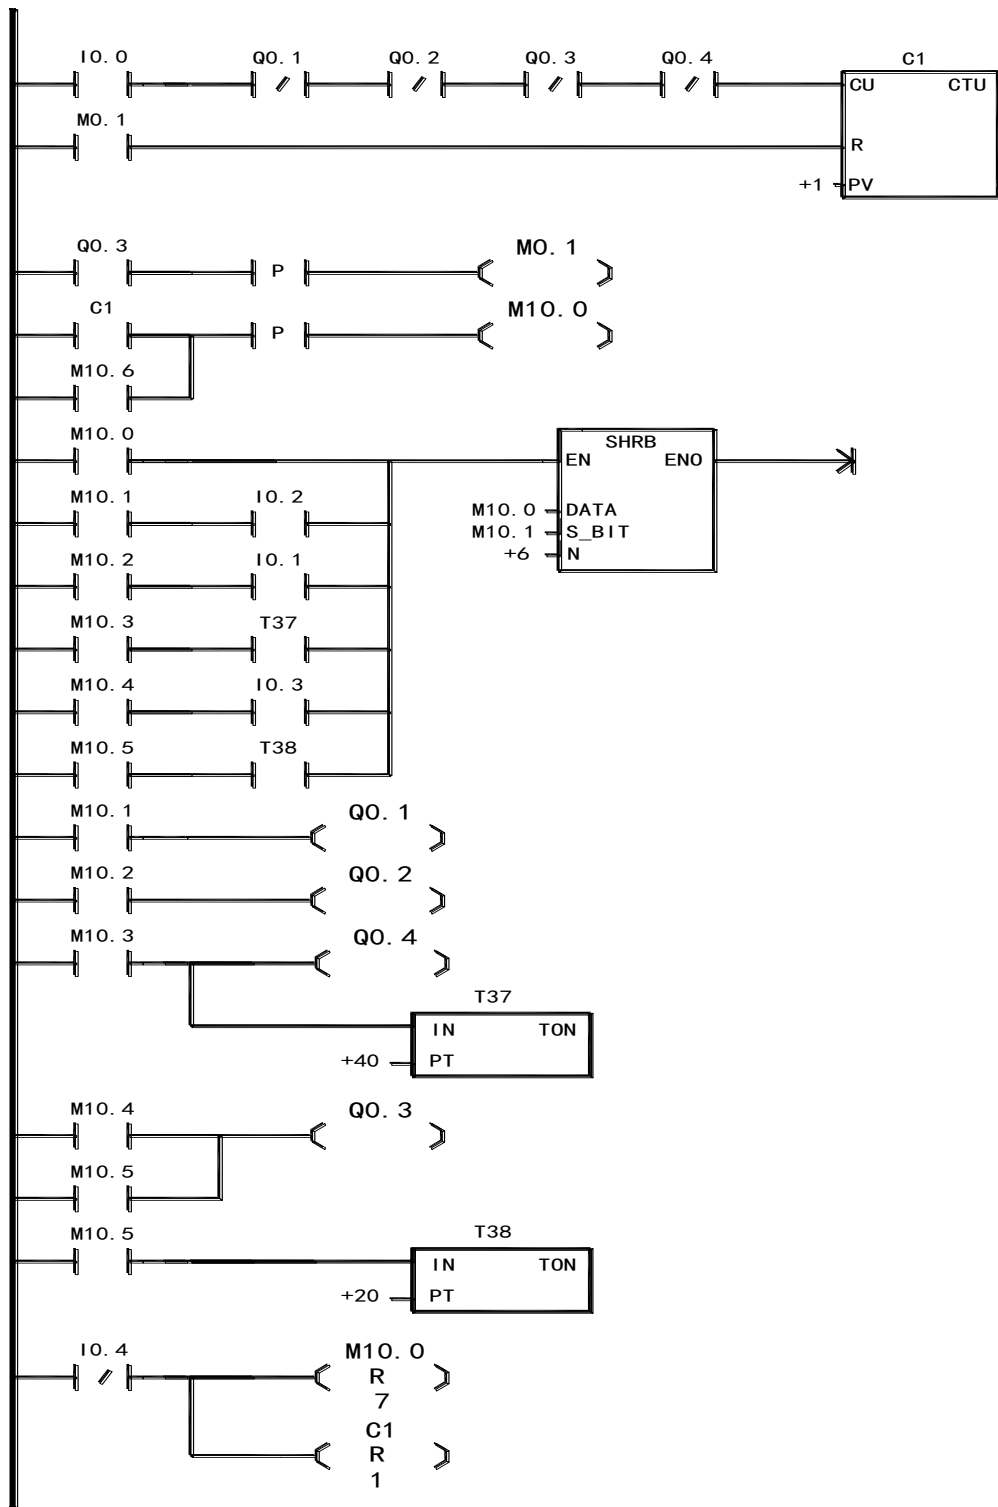 I0.0 Q0.1 Q0.2 Q0.3 Q0.4 C1
CU CTU
M0.1
R
+1 PV
Q0.3 M0.1
P
C1 M10.0
P
M10.6
M10.0 SHRB
EN ENO
M10.1 I0.2
M10.0 DATA
M10.1 S_BIT
+6 N
M10.2 I0.1
M10.3 T37
M10.4 I0.3
M10.5 T38
M10.1 Q0.1
M10.2 Q0.2
M10.3 Q0.4
T37
IN TON
+40 PT
M10.4 Q0.3
M10.5
M10.5 T38
IN TON
+20 PT
I0.4 M10.0
R
7
C1
R
1